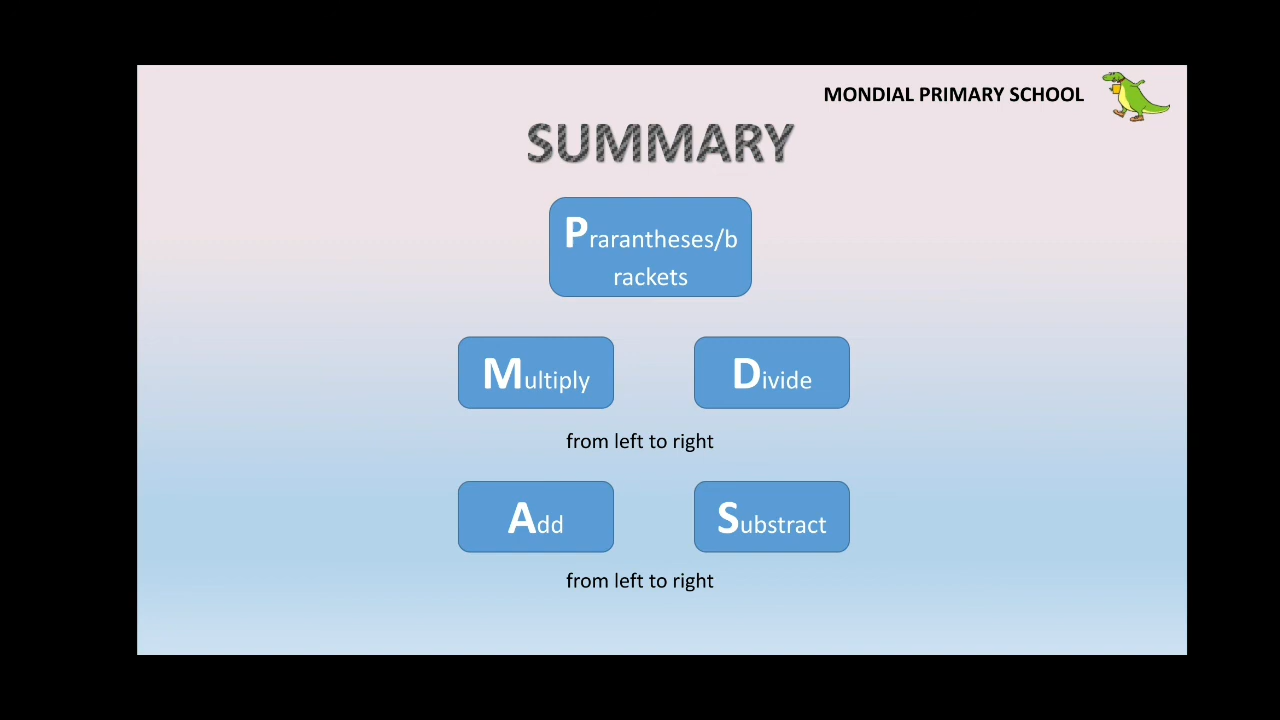 MONDIAL PRIMARY SCHOOL
SUMMARY
Prarantheses/b
rackets
Multiply
Divide
from left to right
Add
Substract
from left to right